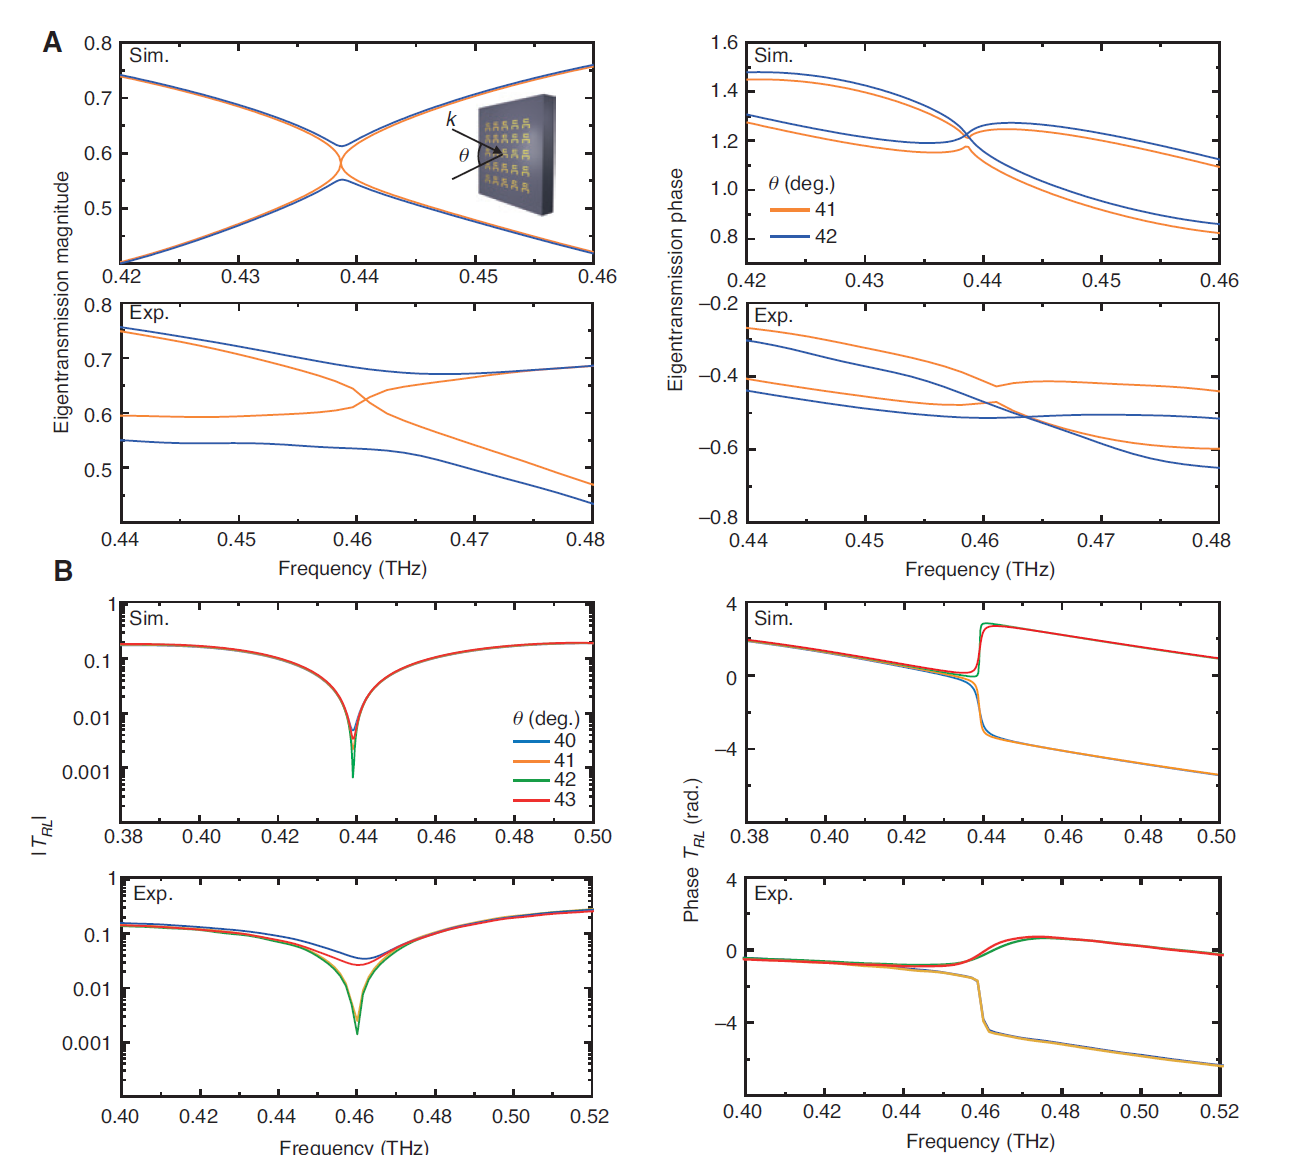 A
Eigentransmission magnitude
0.8
0.7
0.6
0.5
Sim.
k
θ
0.42 0.43 0.44 0.45 0.46
0.8
0.7
0.6
0.5
Exp.
0.44 0.45 0.46 0.47 0.48
Frequency (THz)
Eigentransmission phase
1.6
1.4
1.2
1.0
0.8
Sim.
θ (deg.)
41
42
0.42 0.43 0.44 0.45 0.46
–0.2
–0.4
–0.6
–0.8
Exp.
0.44 0.45 0.46 0.47 0.48
Frequency (THz)
B
|TRL|
1
0.1
0.01
0.001
Sim.
θ (deg.)
40
41
42
43
0.38 0.40 0.42 0.44 0.46 0.48 0.50
1
0.1
0.01
0.001
Exp.
0.40 0.42 0.44 0.46 0.48 0.50 0.52
Frequency (THz)
Phase TRL (rad.)
4
0
–4
Sim.
0.38 0.40 0.42 0.44 0.46 0.48 0.50
4
0
–4
Exp.
0.40 0.42 0.44 0.46 0.48 0.50 0.52
Frequency (THz)